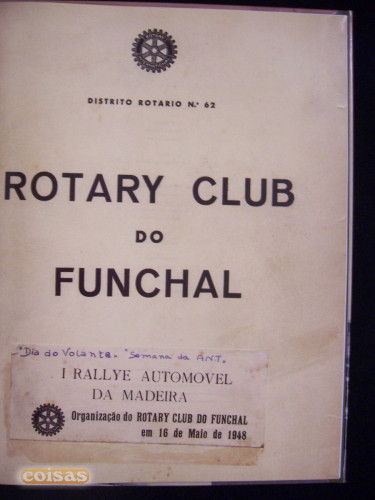 DISTRITO ROTARIO N.º 62
ROTARY CLUB
DO
FUNCHAL
"Dia do Volante" "Semana da ANT"
I RALLYE AUTOMOVEL
DA MADEIRA
Organização do ROTARY CLUB DO FUNCHAL
em 16 de Maio de 1948
coisas